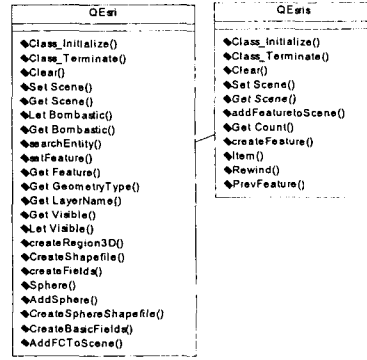 QEsri
Class_Initialize()
Class_Terminate()
Clear()
Set Scene()
Get Scene()
Let Bombastic()
Get Bombastic()
searchEntity()
setFeature()
Get Feature()
Get GeometryType()
Get LayerName()
Get Visible()
Let Visible()
createRegion3D()
CreateShapefile()
createFields()
Sphere()
AddSphere()
CreateSphereShapefile()
CreateBasicFields()
AddFCToScene()
QEsris
Class_Initialize()
Class_Terminate()
Clear()
Set Scene()
Get Scene()
addFeaturetoScene()
Get Count()
createFeature()
Item()
Rewind()
PrevFeature()